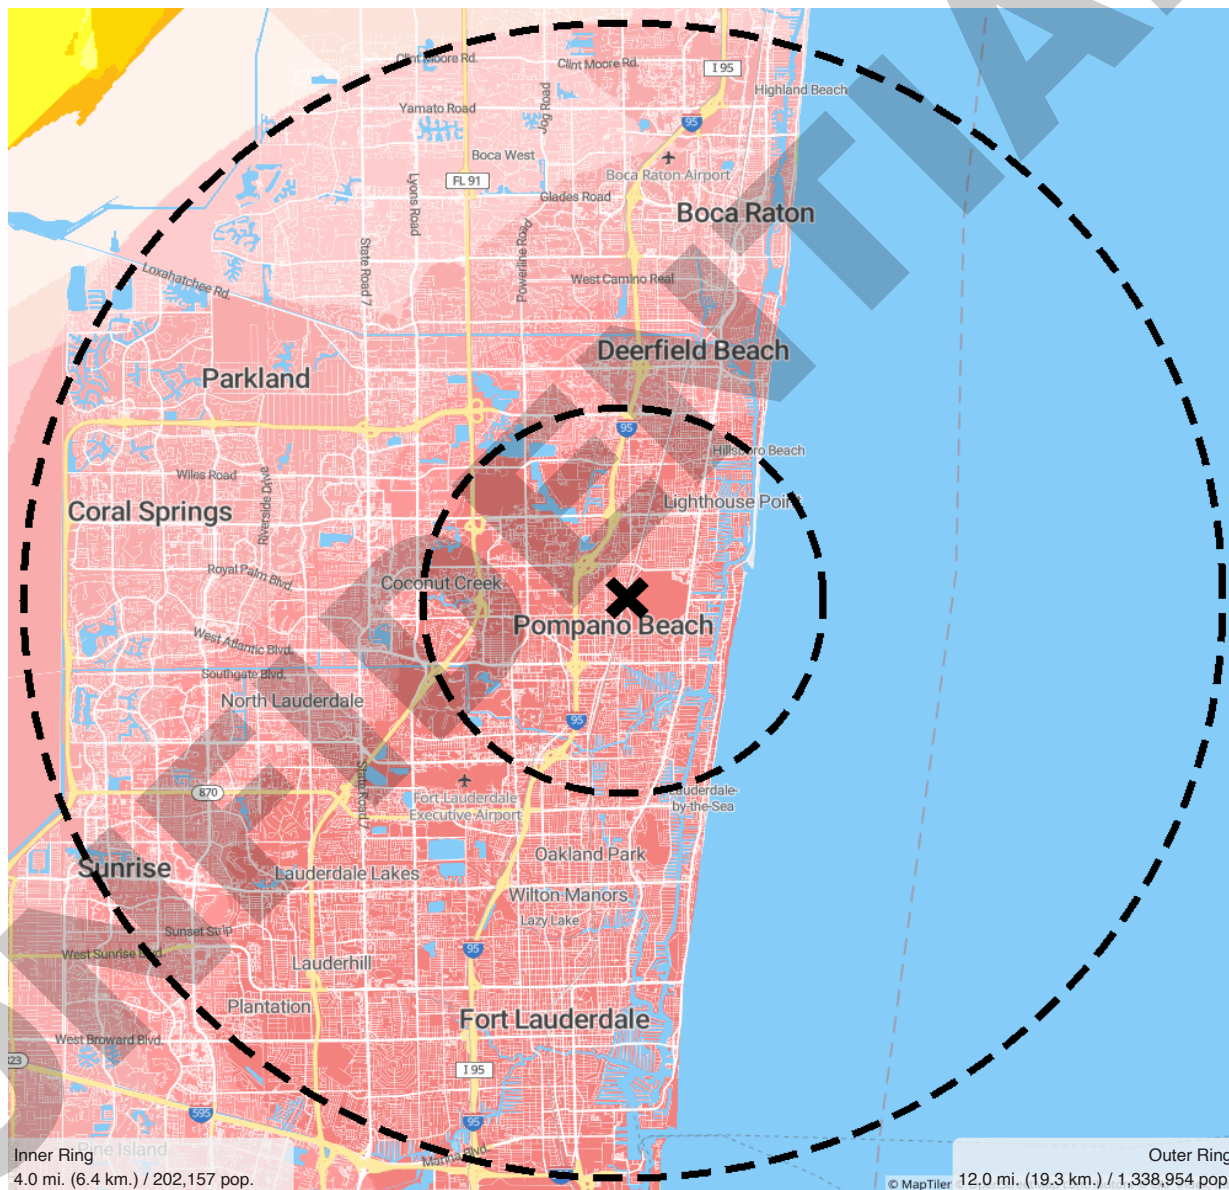 Clint Moore Rd.
Clint Moore Rd.
I 95
Highland Beach
Yamato Road
Jog Road
95
Boca West
Boca Raton Airport
FL 91
Glades Road
Lyons Road
Boca Raton
Powerline Road
State Road 7
Loxahatchee Rd.
West Camino Real
Deerfield Beach
Parkland
95
Hillsboro Beach
Wiles Road
Riverside Drive
Lighthouse Point
Coral Springs
Royal Palm Blvd.
Coconut Creek
Pompano Beach
West Atlantic Blvd.
Southgate Blvd.
North Lauderdale
95
State Road 7
870
Fort Lauderdale
Executive Airport
Lauderdale-
by-the-Sea
Oakland Park
Sunrise
Lauderdale Lakes
Wilton Manors
Lazy Lake
Sunset Strip
West Sunrise Blvd.
95
Lauderhill
Plantation
Fort Lauderdale
West Broward Blvd.
823
I 95
595
95
Pine Island
Marina Blvd.
Inner Ring
4.0 mi. (6.4 km.) / 202,157 pop.
Outer Ring
© MapTiler
12.0 mi. (19.3 km.) / 1,338,954 pop.